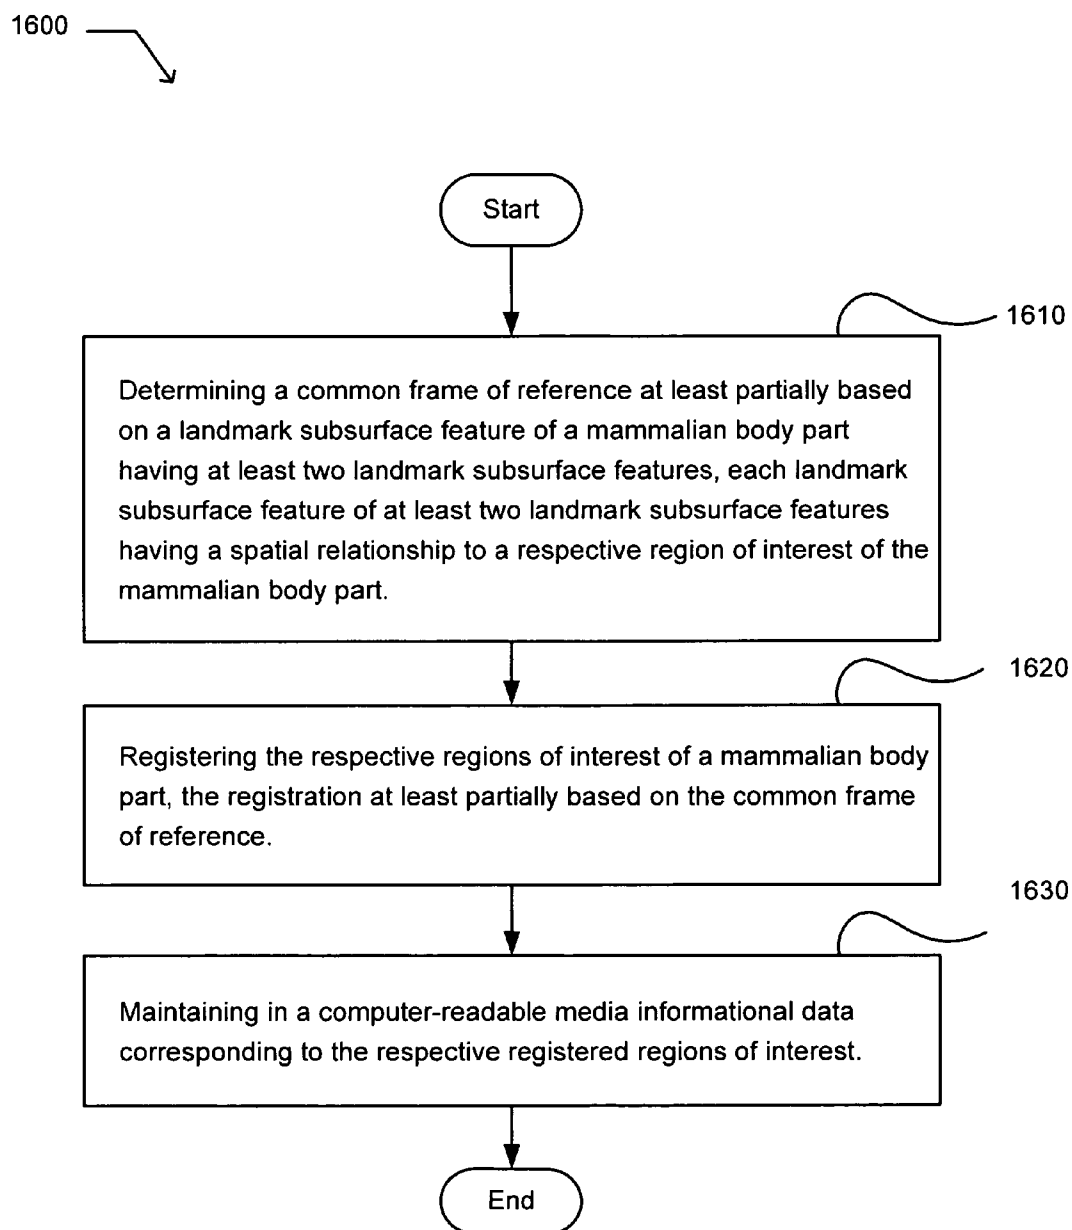 1600
Start
1610
Determining a common frame of reference at least partially based
on a landmark subsurface feature of a mammalian body part
having at least two landmark subsurface features, each landmark
subsurface feature of at least two landmark subsurface features
having a spatial relationship to a respective region of interest of the
mammalian body part.
1620
Registering the respective regions of interest of a mammalian body
part, the registration at least partially based on the common frame
of reference.
1630
Maintaining in a computer-readable media informational data
corresponding to the respective registered regions of interest.
End